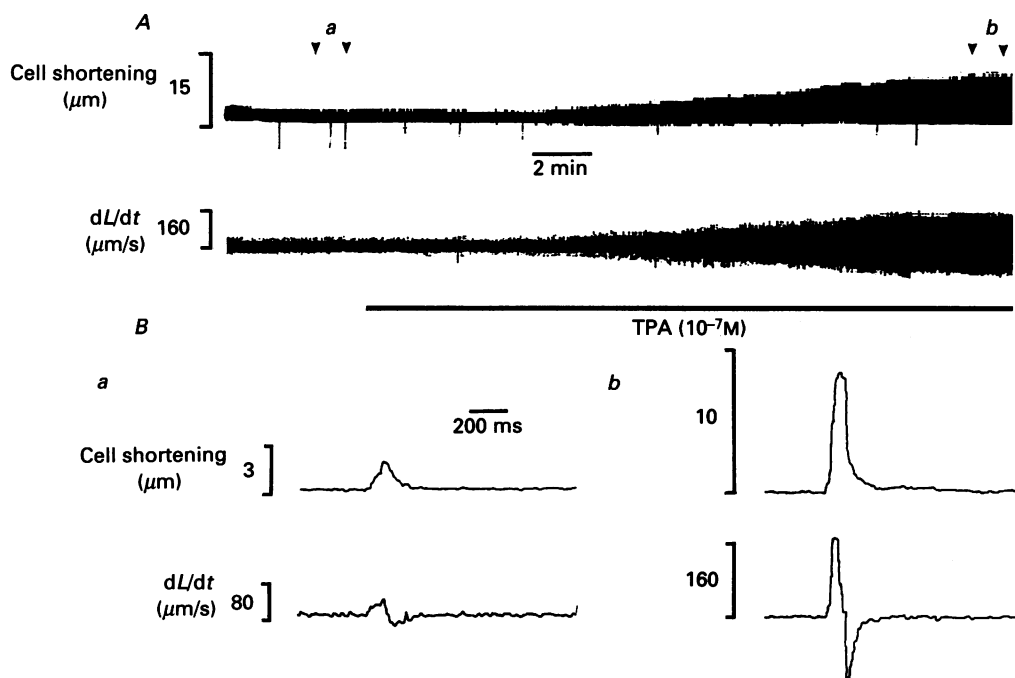 A
a
b
Cell shortening
(μm)
15
2 min
dL/dt
(μm/s)
160
TPA (10⁻⁷M)
B
a
b
200 ms
Cell shortening
(μm)
3
10
dL/dt
(μm/s)
80
160